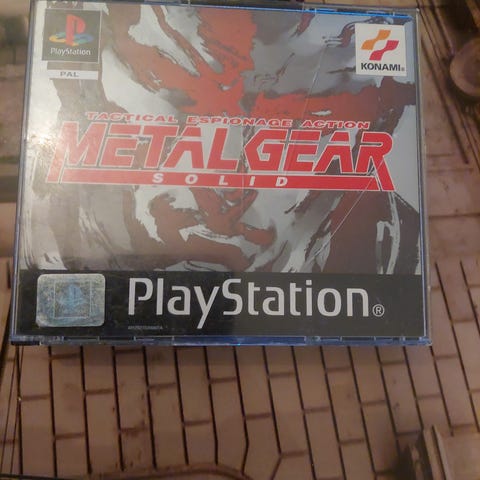 PlayStation
PAL
KONAMI®
TACTICAL ESPIONAGE ACTION
METAL GEAR
SOLID
PlayStation®